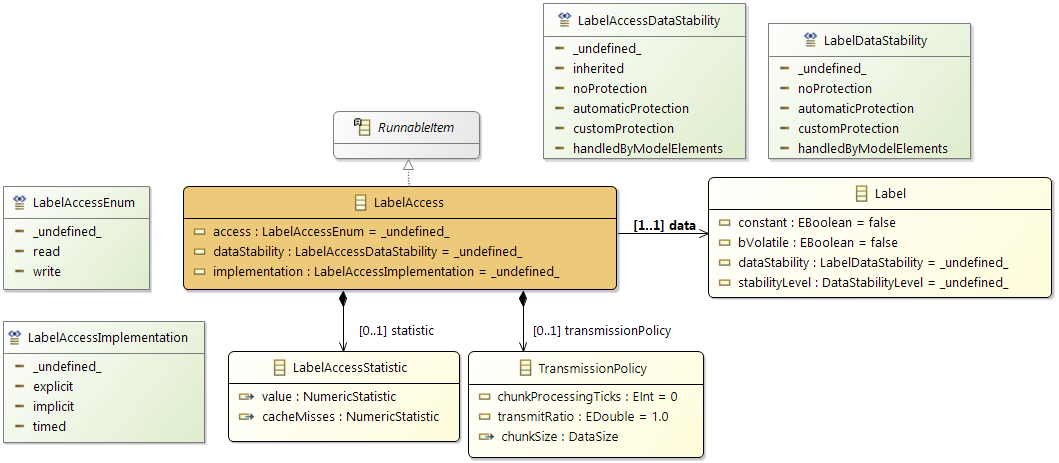 LabelAccessDataStability
_undefined_
inherited
noProtection
automaticProtection
customProtection
handledByModelElements
LabelDataStability
_undefined_
noProtection
automaticProtection
customProtection
handledByModelElements
RunnableItem
LabelAccessEnum
_undefined_
read
write
LabelAccess
access : LabelAccessEnum = _undefined_
dataStability : LabelAccessDataStability = _undefined_
implementation : LabelAccessImplementation = _undefined_
[1..1] data
Label
constant : EBoolean = false
bVolatile : EBoolean = false
dataStability : LabelDataStability = _undefined_
stabilityLevel : DataStabilityLevel = _undefined_
LabelAccessImplementation
_undefined_
explicit
implicit
timed
[0..1] statistic
[0..1] transmissionPolicy
LabelAccessStatistic
value : NumericStatistic
cacheMisses : NumericStatistic
TransmissionPolicy
chunkProcessingTicks : EInt = 0
transmitRatio : EDouble = 1.0
chunkSize : DataSize